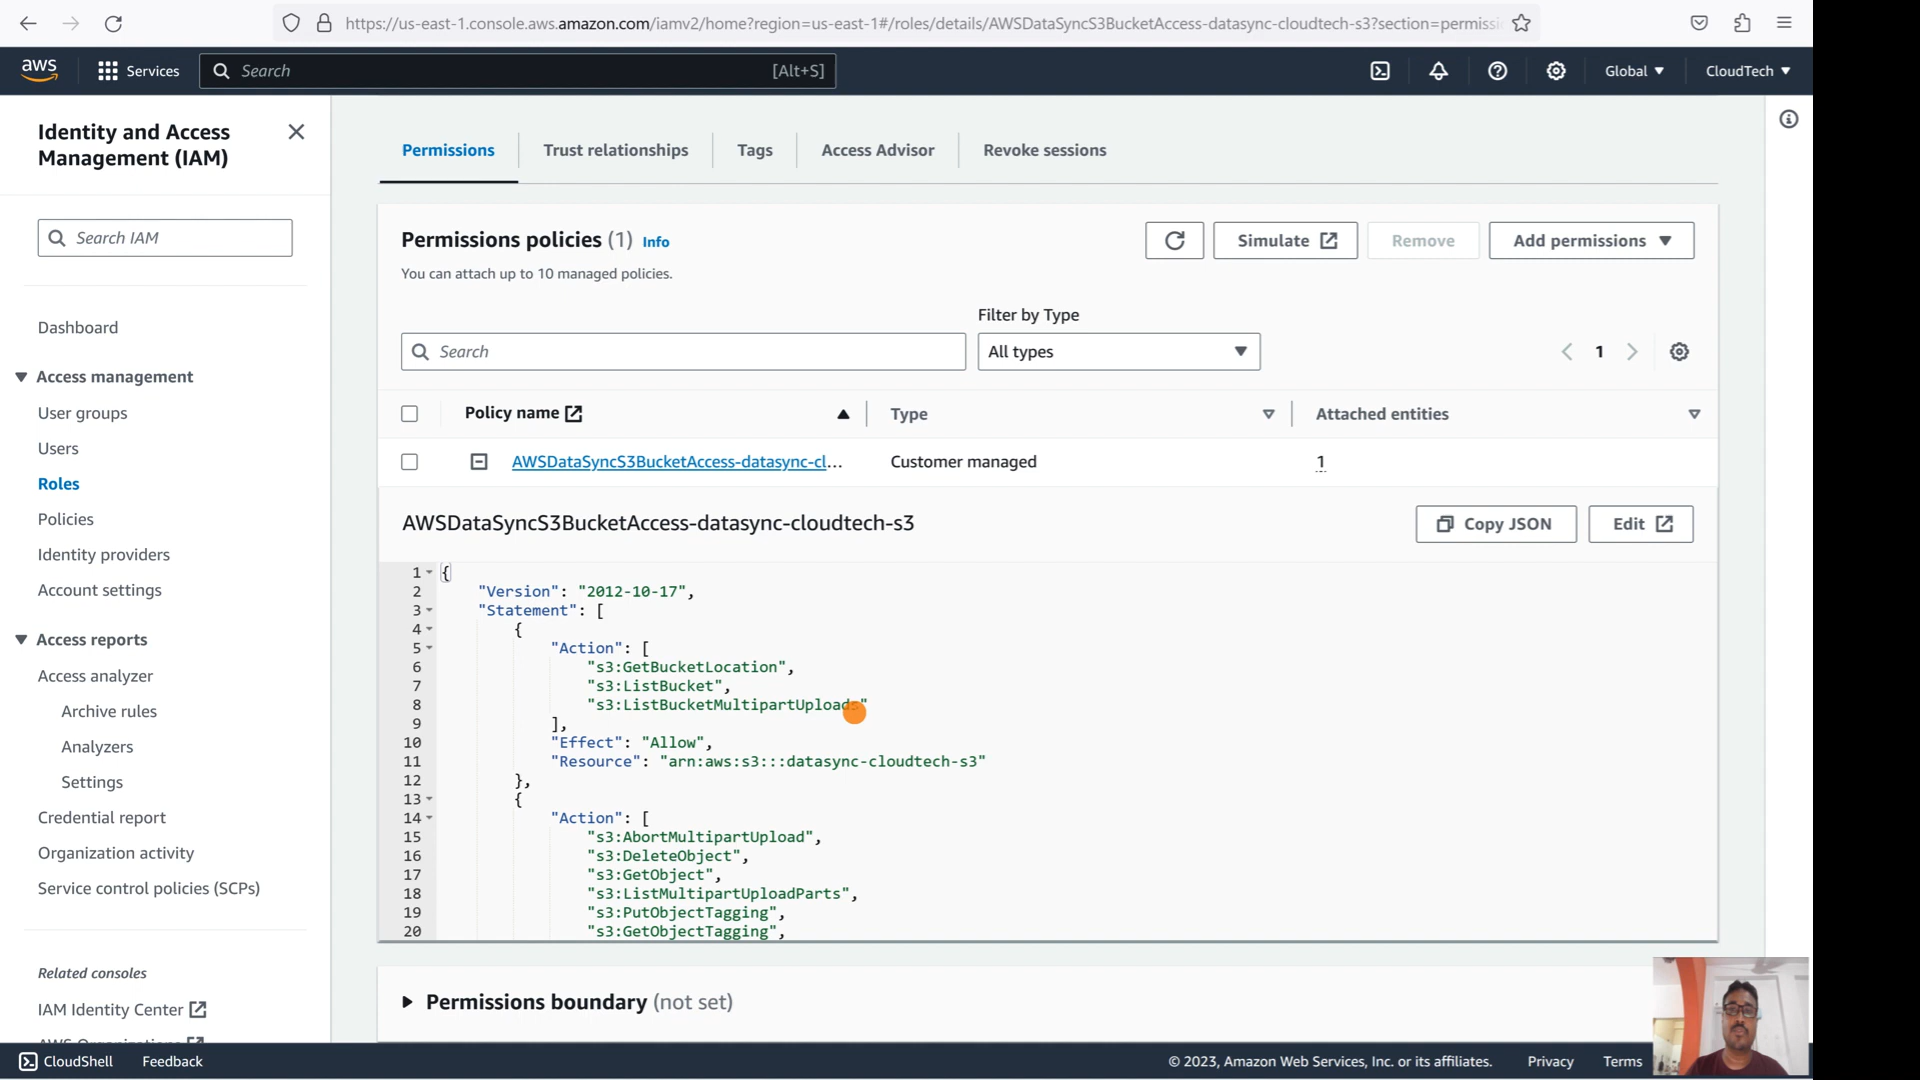 https://us-east-1.console.aws.amazon.com/iamv2/home?region=us-east-1#/roles/details/AWSDataSyncS3BucketAccess-datasync-cloudtech-s3?section=permissi
aws
Services
Search
[Alt+S]
Global
CloudTech
Identity and Access
Management (IAM)
Search IAM
Dashboard
Access management
User groups
Users
Roles
Policies
Identity providers
Account settings
Access reports
Access analyzer
Archive rules
Analyzers
Settings
Credential report
Organization activity
Service control policies (SCPs)
Related consoles
IAM Identity Center
AWS Organizations
Permissions
Trust relationships
Tags
Access Advisor
Revoke sessions
Permissions policies (1) Info
You can attach up to 10 managed policies.
Simulate
Remove
Add permissions
Filter by Type
Search
All types
1
Policy name
Type
Attached entities
AWSDataSyncS3BucketAccess-datasync-cl...
Customer managed
1
AWSDataSyncS3BucketAccess-datasync-cloudtech-s3
Copy JSON
Edit
1 {
2 "Version": "2012-10-17",
3 "Statement": [
4 {
5 "Action": [
6 "s3:GetBucketLocation",
7 "s3:ListBucket",
8 "s3:ListBucketMultipartUploads"
9 ],
10 "Effect": "Allow",
11 "Resource": "arn:aws:s3:::datasync-cloudtech-s3"
12 },
13 {
14 "Action": [
15 "s3:AbortMultipartUpload",
16 "s3:DeleteObject",
17 "s3:GetObject",
18 "s3:ListMultipartUploadParts",
19 "s3:PutObjectTagging",
20 "s3:GetObjectTagging",
Permissions boundary (not set)
CloudShell
Feedback
© 2023, Amazon Web Services, Inc. or its affiliates.
Privacy
Terms